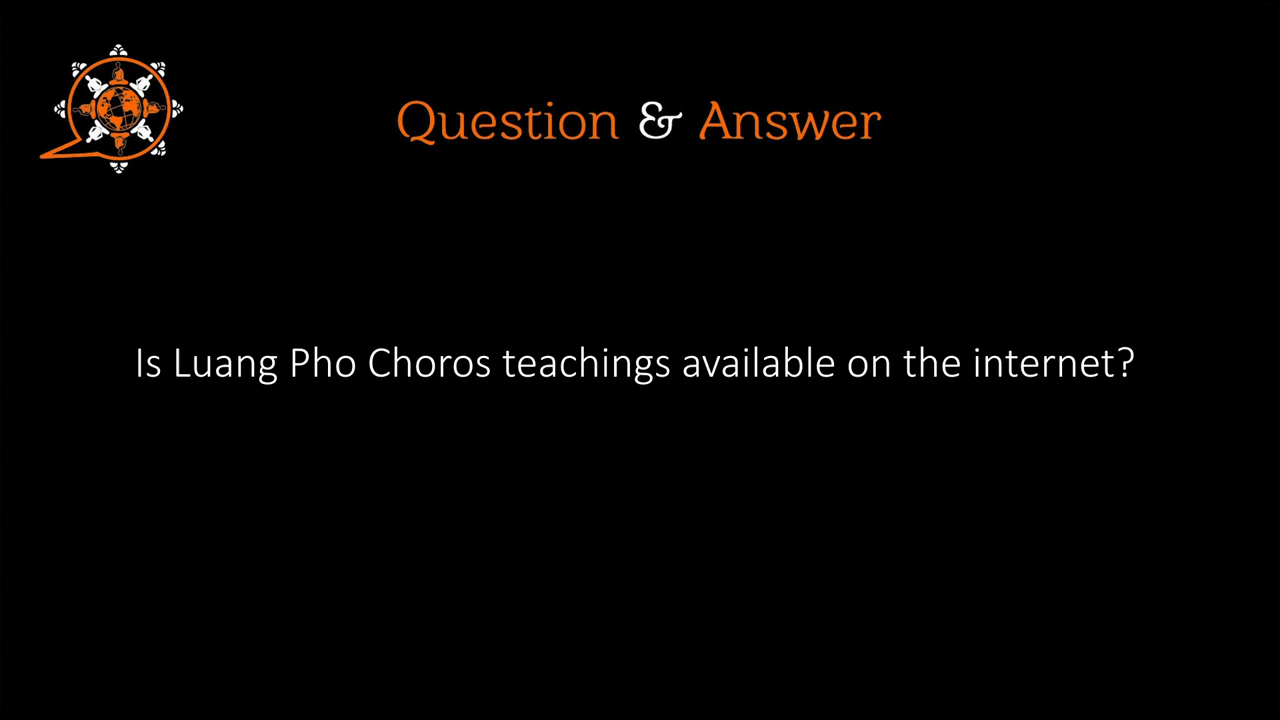 Question & Answer
Is Luang Pho Choros teachings available on the internet?